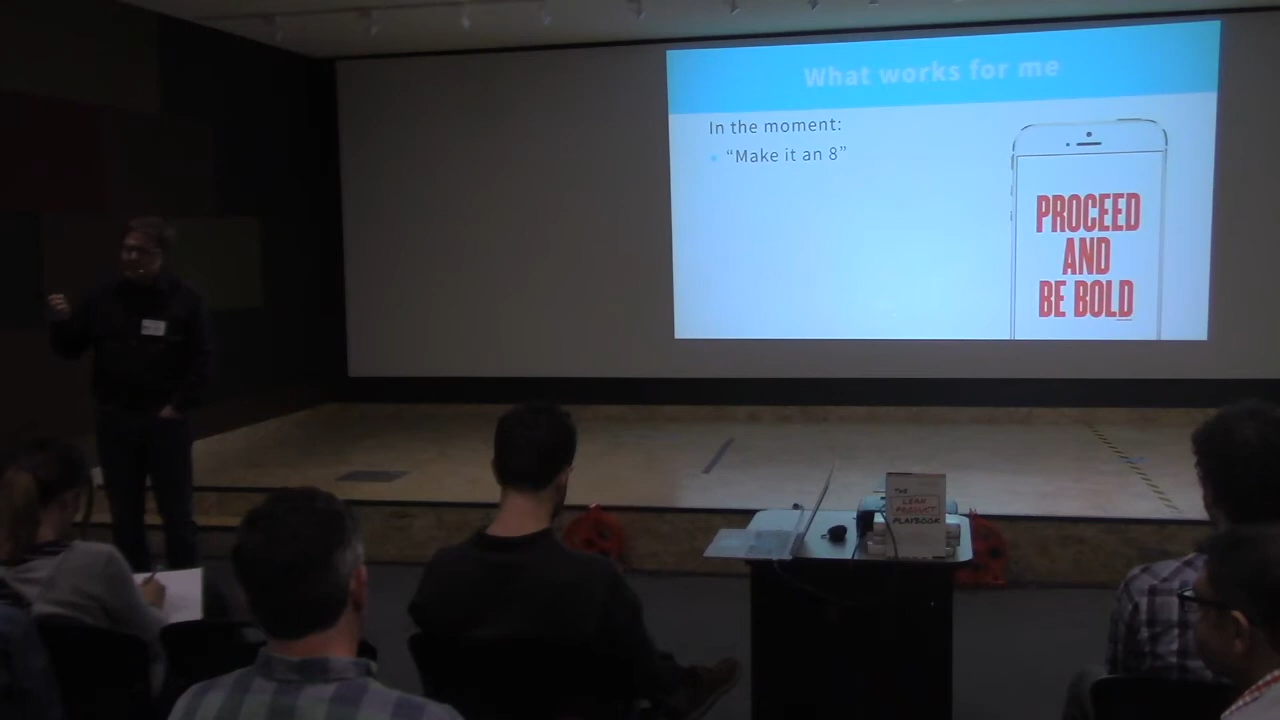 What works for me
In the moment:
“Make it an 8”
PROCEED
AND
BE BOLD
THE
LEAN
PRODUCT
PLAYBOOK